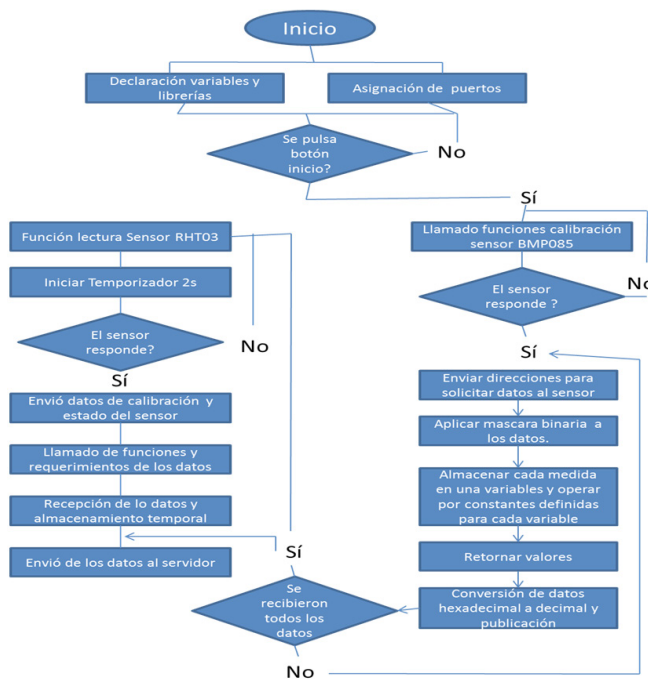 Inicio
Declaración variables y
librerías
Asignación de puertos
Se pulsa
botón
inicio?
No
Sí
Función lectura Sensor RHT03
Iniciar Temporizador 2s
El sensor
responde?
No
Sí
Envió datos de calibración y
estado del sensor
Llamado de funciones y
requerimientos de los datos
Recepción de lo datos y
almacenamiento temporal
Envió de los datos al servidor
Llamado funciones calibración
sensor BMP085
El sensor
responde ?
No
Sí
Enviar direcciones para
solicitar datos al sensor
Aplicar mascara binaria a
los datos.
Almacenar cada medida
en una variables y operar
por constantes definidas
para cada variable
Retornar valores
Conversión de datos
hexadecimal a decimal y
publicación
Sí
Se
recibieron
todos los
datos
No